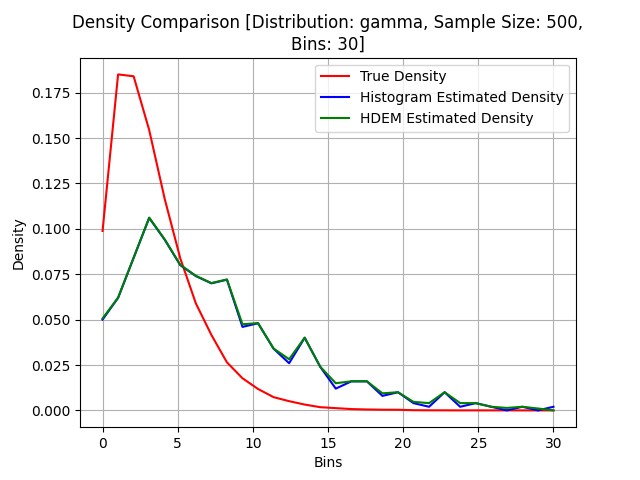 Density Comparison [Distribution: gamma, Sample Size: 500,
Bins: 30]
True Density
Histogram Estimated Density
HDEM Estimated Density
Density
0.175
0.150
0.125
0.100
0.075
0.050
0.025
0.000
0 5 10 15 20 25 30
Bins